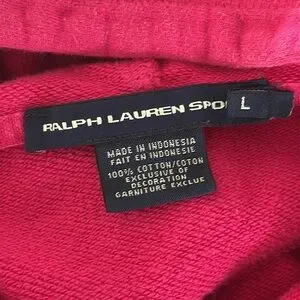 RALPH LAUREN SPO
L
MADE IN INDONESIA
FAIT EN INDONESIE
100% COTTON/COTON
EXCLUSIVE OF
DECORATION
GARNITURE EXCLUE